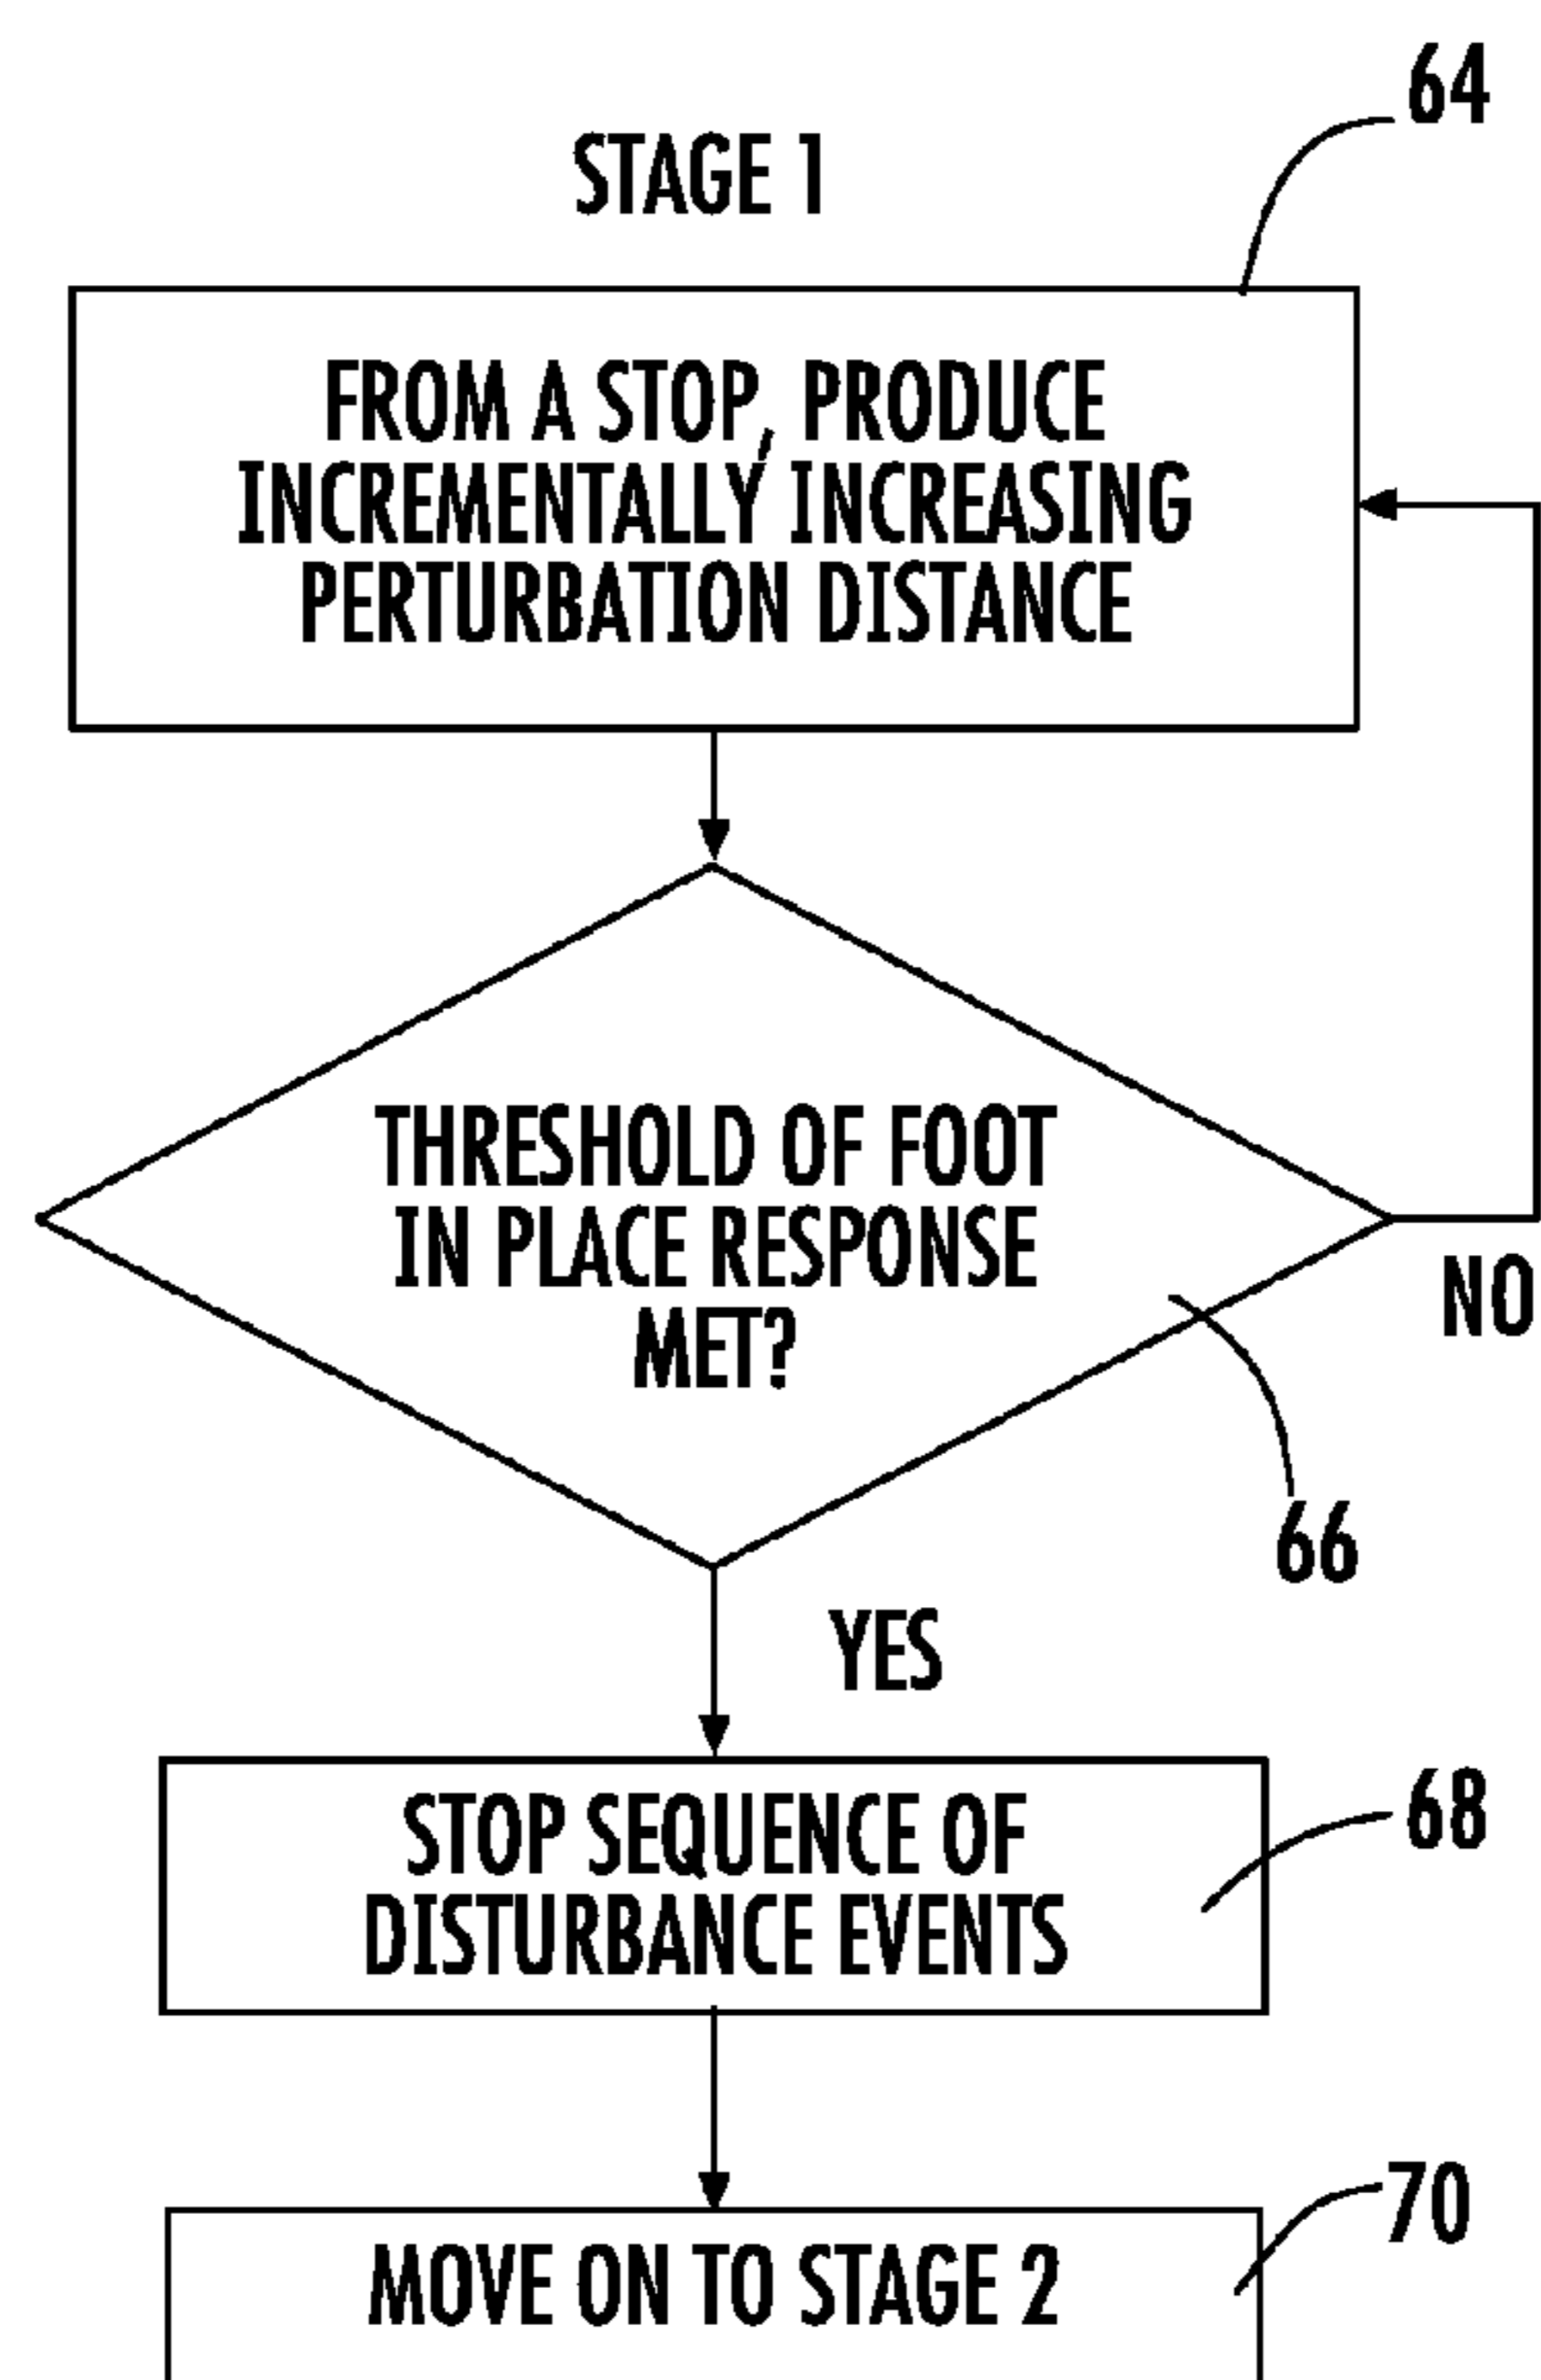 64
STAGE 1
FROM A STOP, PRODUCE
INCREMENTALLY INCREASING
PERTURBATION DISTANCE
THRESHOLD OF FOOT
IN PLACE RESPONSE
MET?
NO
66
YES
STOP SEQUENCE OF
DISTURBANCE EVENTS
68
70
MOVE ON TO STAGE 2